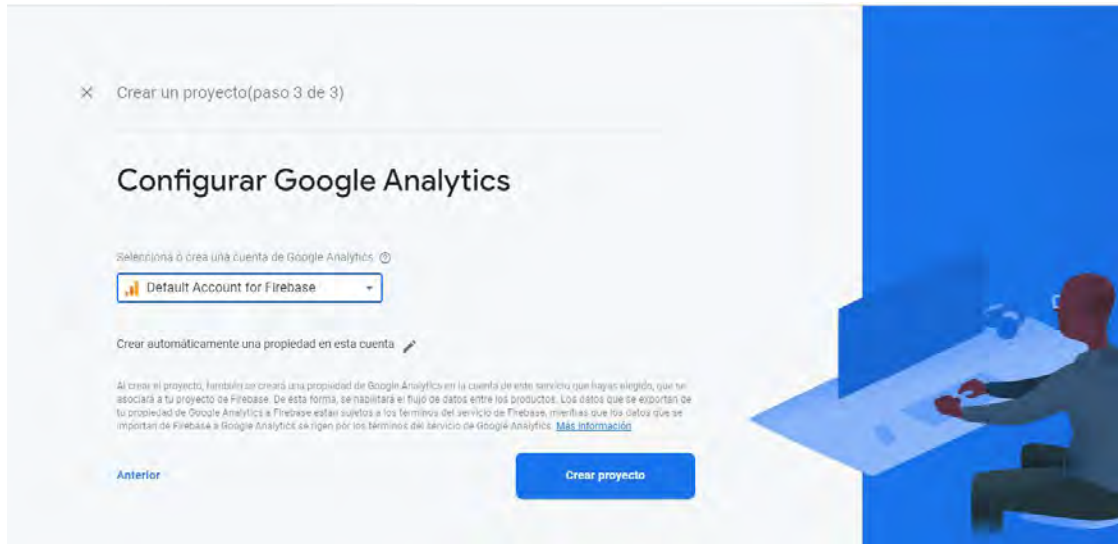 Crear un proyecto(paso 3 de 3)
Configurar Google Analytics
Selecciona o crea una cuenta de Google Analytics
Default Account for Firebase
Crear automáticamente una propiedad en esta cuenta
Al crear el proyecto, también se creará una propiedad de Google Analytics en la cuenta de este servicio que hayas elegido, que se
asociará a tu proyecto de Firebase. De esta forma, se habilitará el flujo de datos entre los productos. Los datos que se exportan de
tu propiedad de Google Analytics a Firebase están sujetos a los términos del servicio de Firebase, mientras que los datos que se
importan de Firebase a Google Analytics se rigen por los términos del servicio de Google Analytics. Más información
Anterior
Crear proyecto